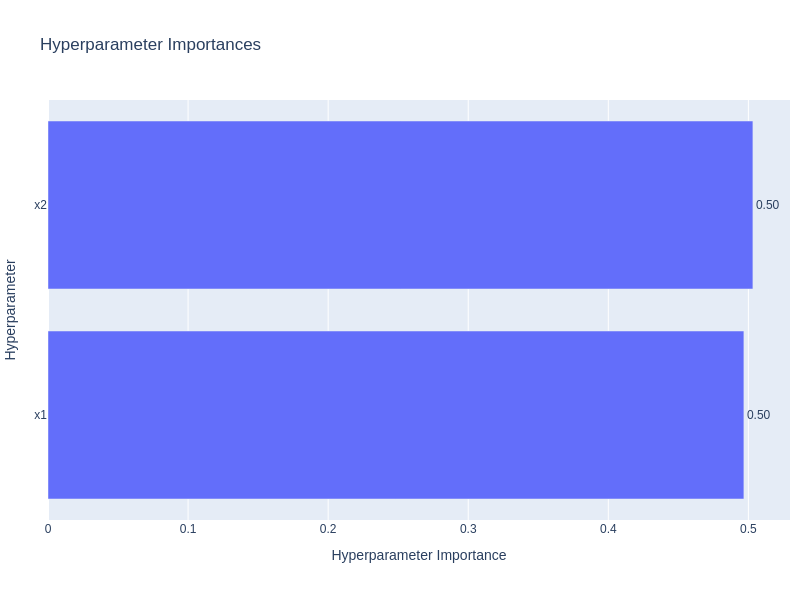 Hyperparameter Importances
Hyperparameter
x2
0.50
x1
0.50
0 0.1 0.2 0.3 0.4 0.5
Hyperparameter Importance